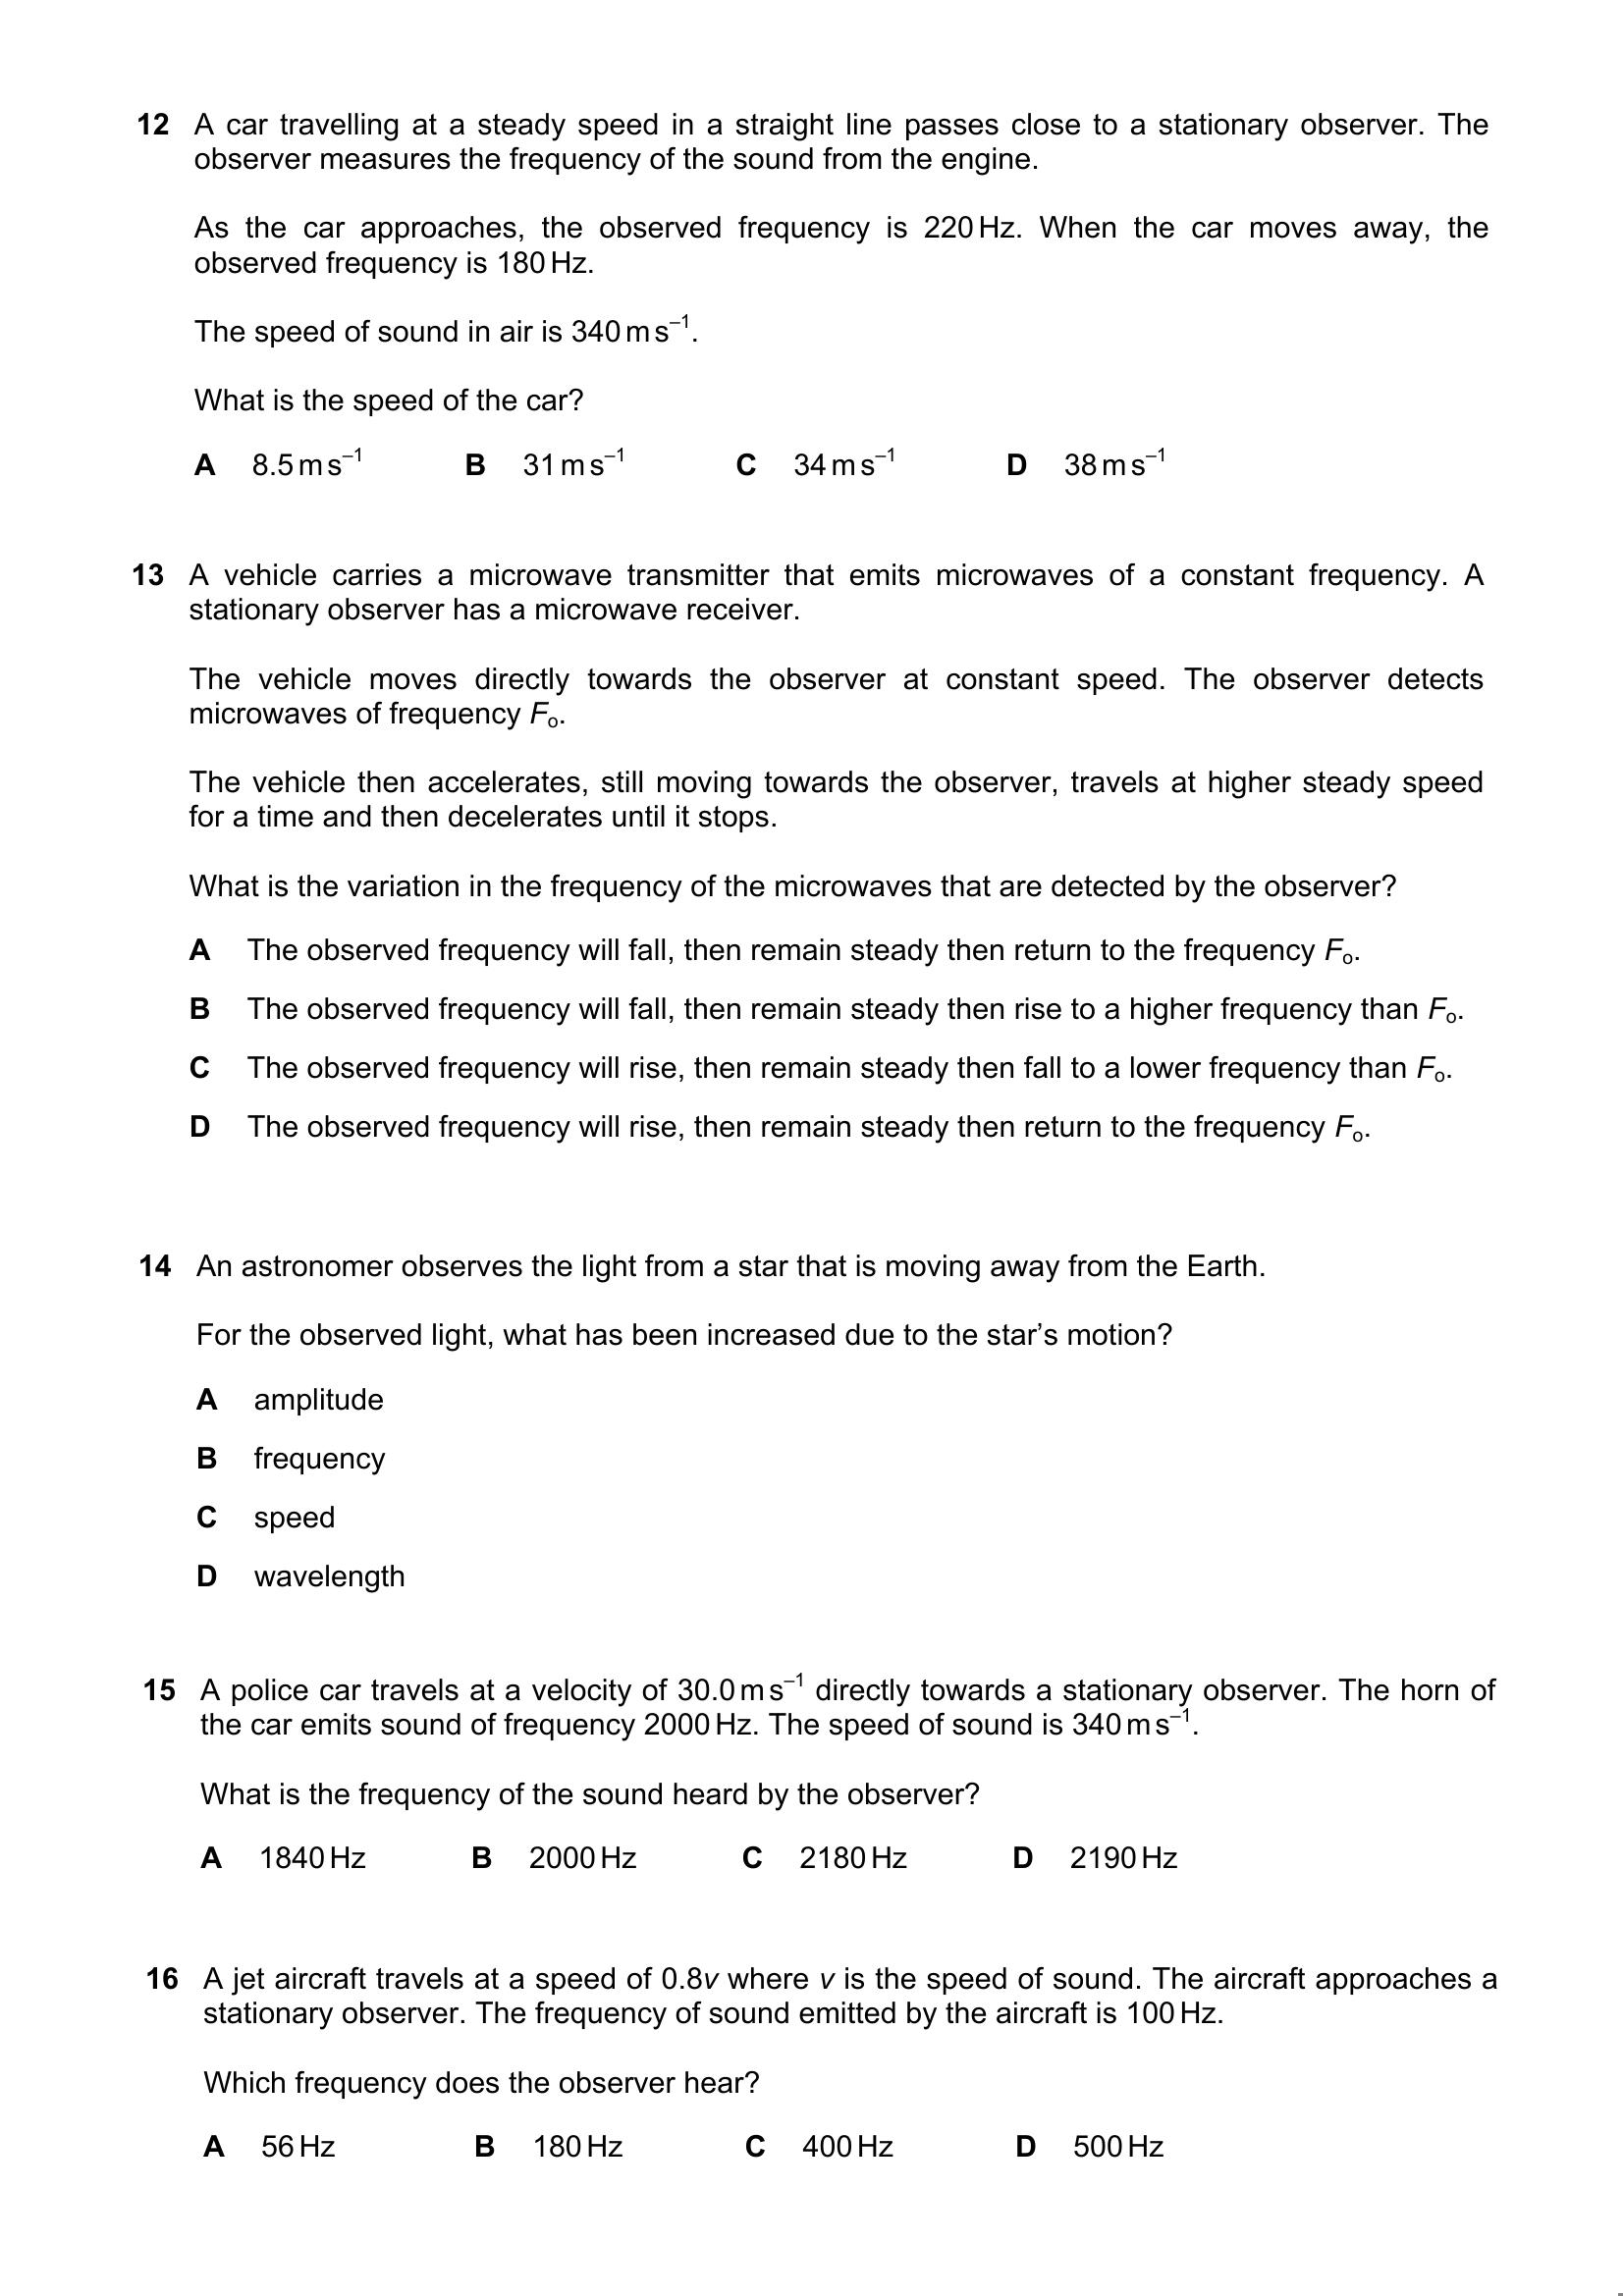 12 A car travelling at a steady speed in a straight line passes close to a stationary observer. The
observer measures the frequency of the sound from the engine.
As the car approaches, the observed frequency is 220 Hz. When the car moves away, the
observed frequency is 180 Hz.
The speed of sound in air is 340 m s⁻¹.
What is the speed of the car?
A 8.5 m s⁻¹ B 31 m s⁻¹ C 34 m s⁻¹ D 38 m s⁻¹
13 A vehicle carries a microwave transmitter that emits microwaves of a constant frequency. A
stationary observer has a microwave receiver.
The vehicle moves directly towards the observer at constant speed. The observer detects
microwaves of frequency Fₒ.
The vehicle then accelerates, still moving towards the observer, travels at higher steady speed
for a time and then decelerates until it stops.
What is the variation in the frequency of the microwaves that are detected by the observer?
A The observed frequency will fall, then remain steady then return to the frequency Fₒ.
B The observed frequency will fall, then remain steady then rise to a higher frequency than Fₒ.
C The observed frequency will rise, then remain steady then fall to a lower frequency than Fₒ.
D The observed frequency will rise, then remain steady then return to the frequency Fₒ.
14 An astronomer observes the light from a star that is moving away from the Earth.
For the observed light, what has been increased due to the star’s motion?
A amplitude
B frequency
C speed
D wavelength
15 A police car travels at a velocity of 30.0 m s⁻¹ directly towards a stationary observer. The horn of
the car emits sound of frequency 2000 Hz. The speed of sound is 340 m s⁻¹.
What is the frequency of the sound heard by the observer?
A 1840 Hz B 2000 Hz C 2180 Hz D 2190 Hz
16 A jet aircraft travels at a speed of 0.8v where v is the speed of sound. The aircraft approaches a
stationary observer. The frequency of sound emitted by the aircraft is 100 Hz.
Which frequency does the observer hear?
A 56 Hz B 180 Hz C 400 Hz D 500 Hz